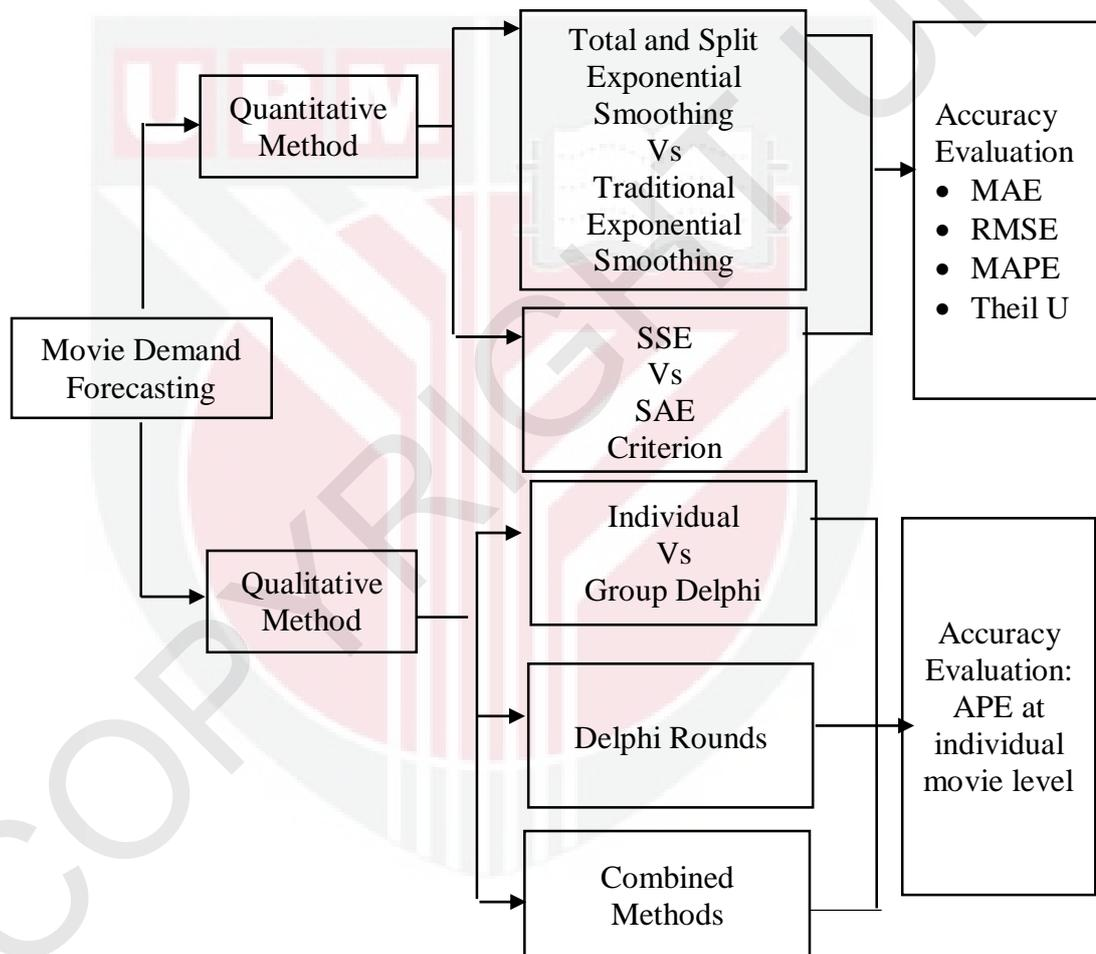 Total and Split
Exponential
Smoothing
Vs
Traditional
Exponential
Smoothing
UPM
Quantitative
Method
Accuracy
Evaluation
• MAE
• RMSE
• MAPE
• Theil U
Movie Demand
Forecasting
SSE
Vs
SAE
Criterion
Individual
Vs
Group Delphi
Qualitative
Method
Accuracy
Evaluation:
APE at
individual
movie level
Delphi Rounds
Combined
Methods
COPYRIGHT